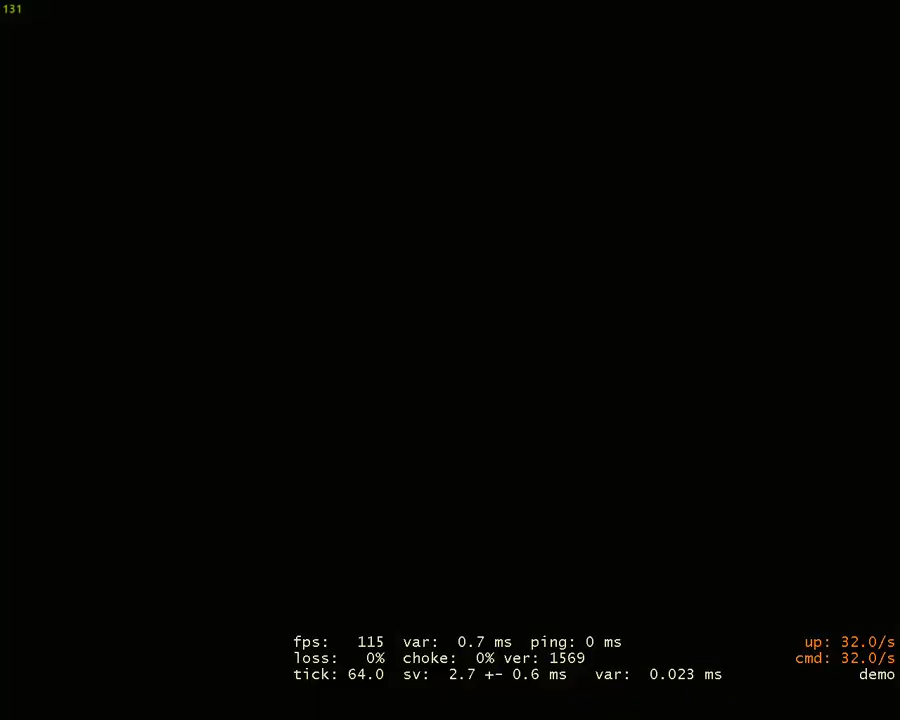 131
fps: 115 var: 0.7 ms ping: 0 ms up: 32.0/s
loss: 0% choke: 0% ver: 1569 cmd: 32.0/s
tick: 64.0 sv: 2.7 +- 0.6 ms var: 0.023 ms demo